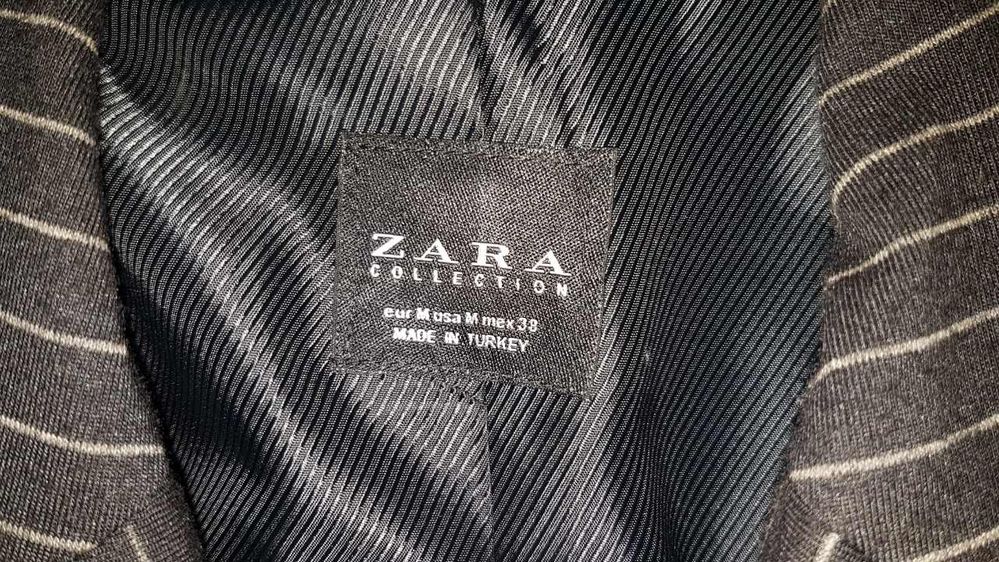 ZARA
COLLECTION
eur M usa M mex 38
MADE IN TURKEY